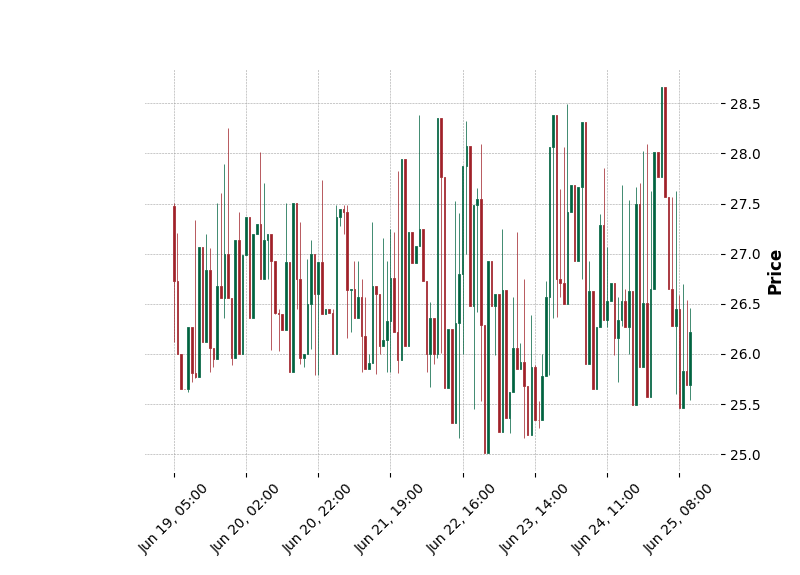 28.5
28.0
27.5
27.0
26.5
26.0
25.5
25.0
Price
Jun 19, 05:00
Jun 20, 02:00
Jun 20, 22:00
Jun 21, 19:00
Jun 22, 16:00
Jun 23, 14:00
Jun 24, 11:00
Jun 25, 08:00